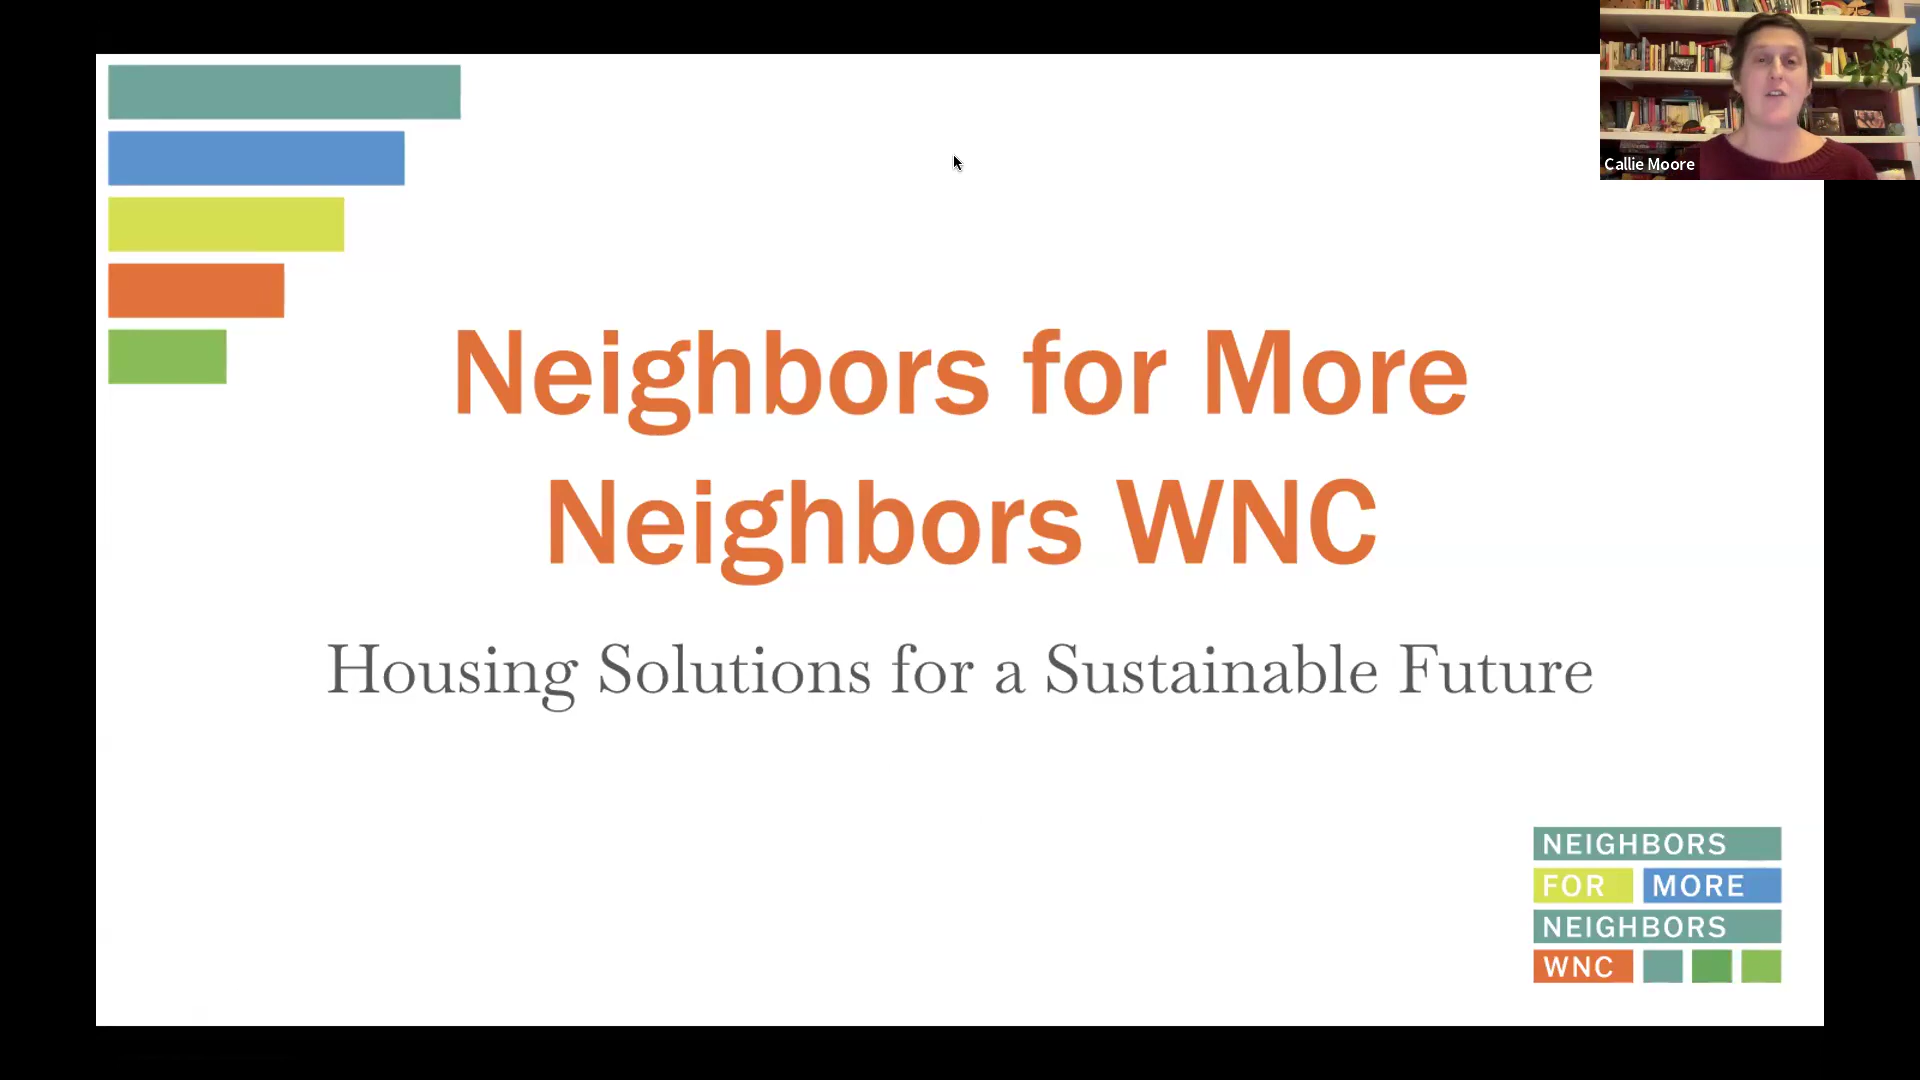 Callie Moore
Neighbors for More
Neighbors WNC
Housing Solutions for a Sustainable Future
NEIGHBORS
FOR MORE
NEIGHBORS
WNC